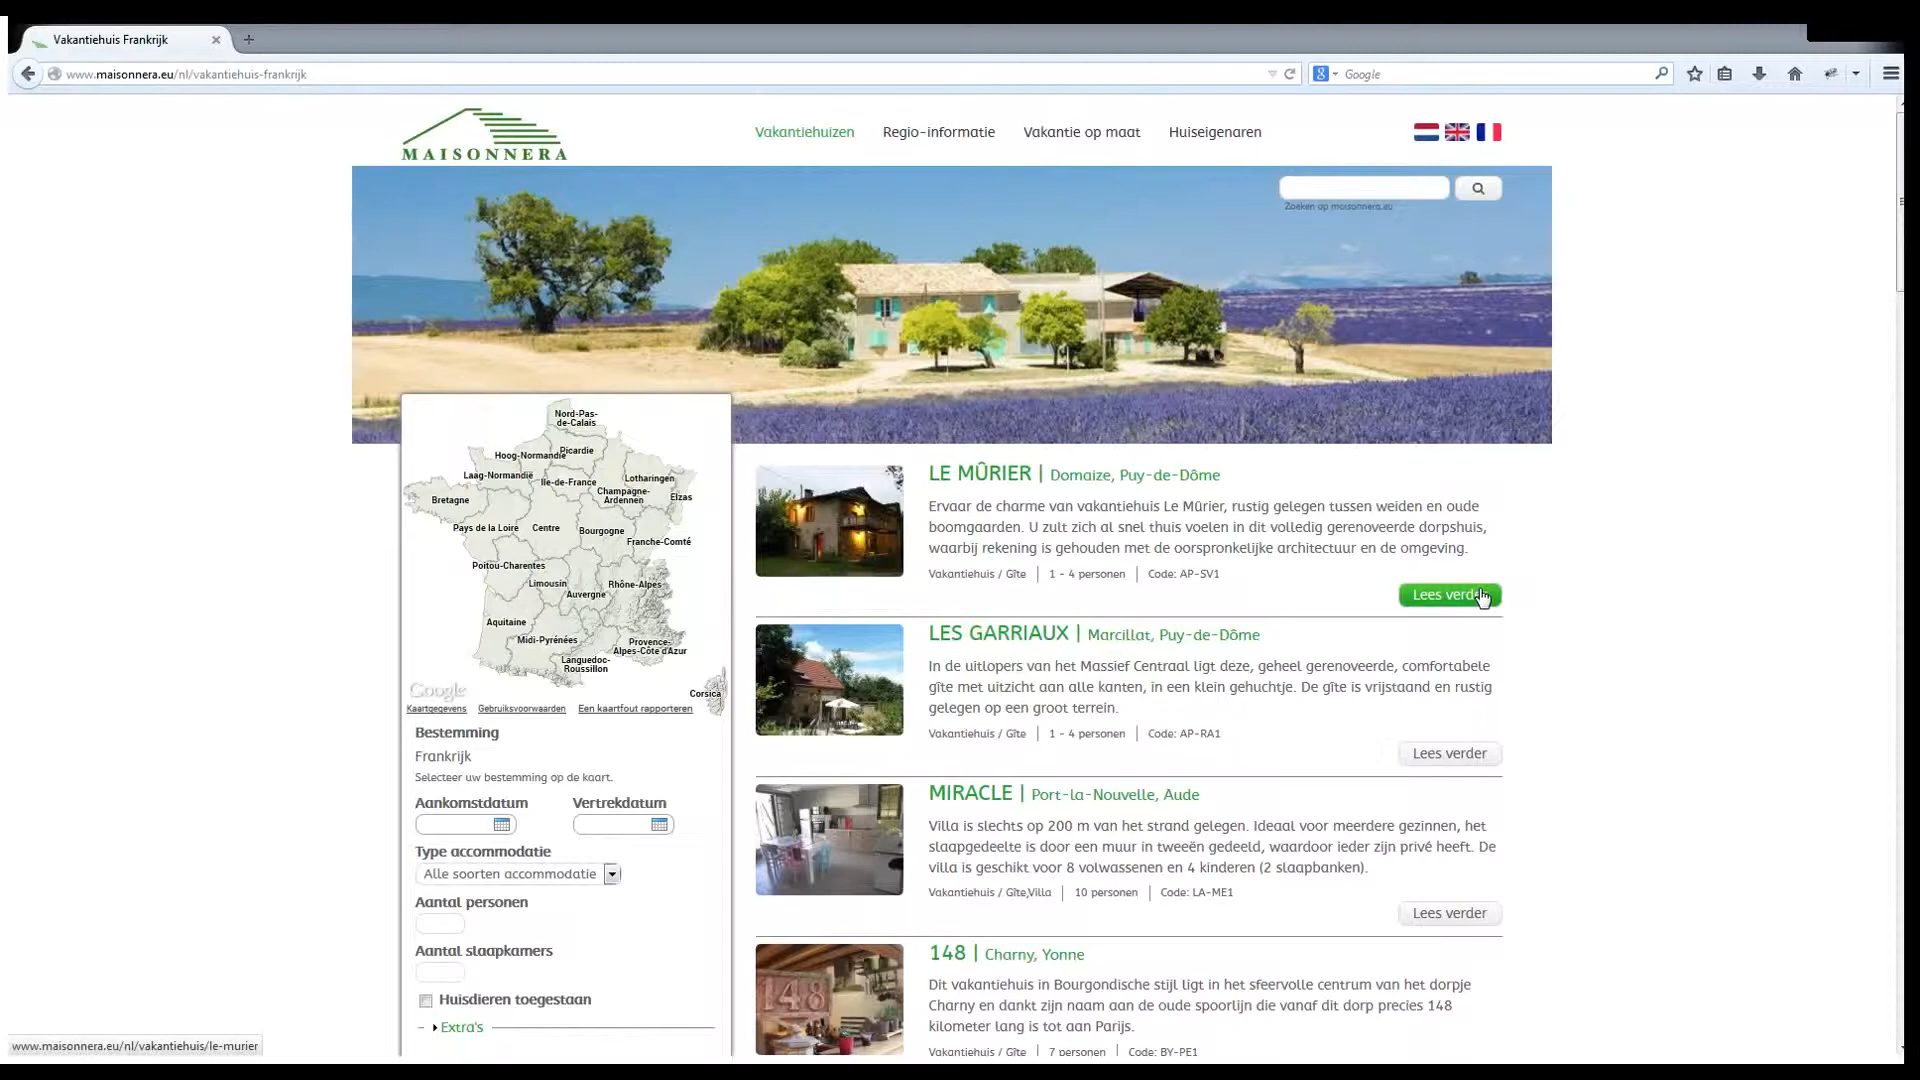 Vakantiehuis Frankrijk
www.maisonnera.eu/nl/vakantiehuis-frankrijk
Google
MAISONNERA
Vakantiehuizen Regio-informatie Vakantie op maat Huiseigenaren
Zoeken op maisonnera.eu
Nord-Pas-
de-Calais
Picardie
Hoog-Normandië
Laag-Normandië
Ile-de-France
Lotharingen
Champagne-
Ardennen
Elzas
Bretagne
Pays de la Loire
Centre
Bourgogne
Franche-Comté
Poitou-Charentes
Limousin
Rhône-Alpes
Auvergne
Aquitaine
Midi-Pyrénées
Provence-
Alpes-Côte d'Azur
Languedoc-
Roussillon
Corsica
Google
Kaartgegevens Gebruiksvoorwaarden Een kaartfout rapporteren
Bestemming
Frankrijk
Selecteer uw bestemming op de kaart.
Aankomstdatum Vertrekdatum
Type accommodatie
Alle soorten accommodatie
Aantal personen
Aantal slaapkamers
Huisdieren toegestaan
Extra's
LE MÛRIER | Domaize, Puy-de-Dôme
Ervaar de charme van vakantiehuis Le Mûrier, rustig gelegen tussen weiden en oude
boomgaarden. U zult zich al snel thuis voelen in dit volledig gerenoveerde dorpshuis,
waarbij rekening is gehouden met de oorspronkelijke architectuur en de omgeving.
Vakantiehuis / Gîte | 1 - 4 personen | Code: AP-SV1
Lees verder
LES GARRIAUX | Marcillat, Puy-de-Dôme
In de uitlopers van het Massief Centraal ligt deze, geheel gerenoveerde, comfortabele
gîte met uitzicht aan alle kanten, in een klein gehuchtje. De gîte is vrijstaand en rustig
gelegen op een groot terrein.
Vakantiehuis / Gîte | 1 - 4 personen | Code: AP-RA1
Lees verder
MIRACLE | Port-la-Nouvelle, Aude
Villa is slechts op 200 m van het strand gelegen. Ideaal voor meerdere gezinnen, het
slaapgedeelte is door een muur in tweeën gedeeld, waardoor ieder zijn privé heeft. De
villa is geschikt voor 8 volwassenen en 4 kinderen (2 slaapbanken).
Vakantiehuis / Gîte,Villa | 10 personen | Code: LA-ME1
Lees verder
148
148 | Charny, Yonne
Dit vakantiehuis in Bourgondische stijl ligt in het sfeervolle centrum van het dorpje
Charny en dankt zijn naam aan de oude spoorlijn die vanaf dit dorp precies 148
kilometer lang is tot aan Parijs.
Vakantiehuis / Gîte | 7 personen | Code: BY-PE1
www.maisonnera.eu/nl/vakantiehuis/le-murier